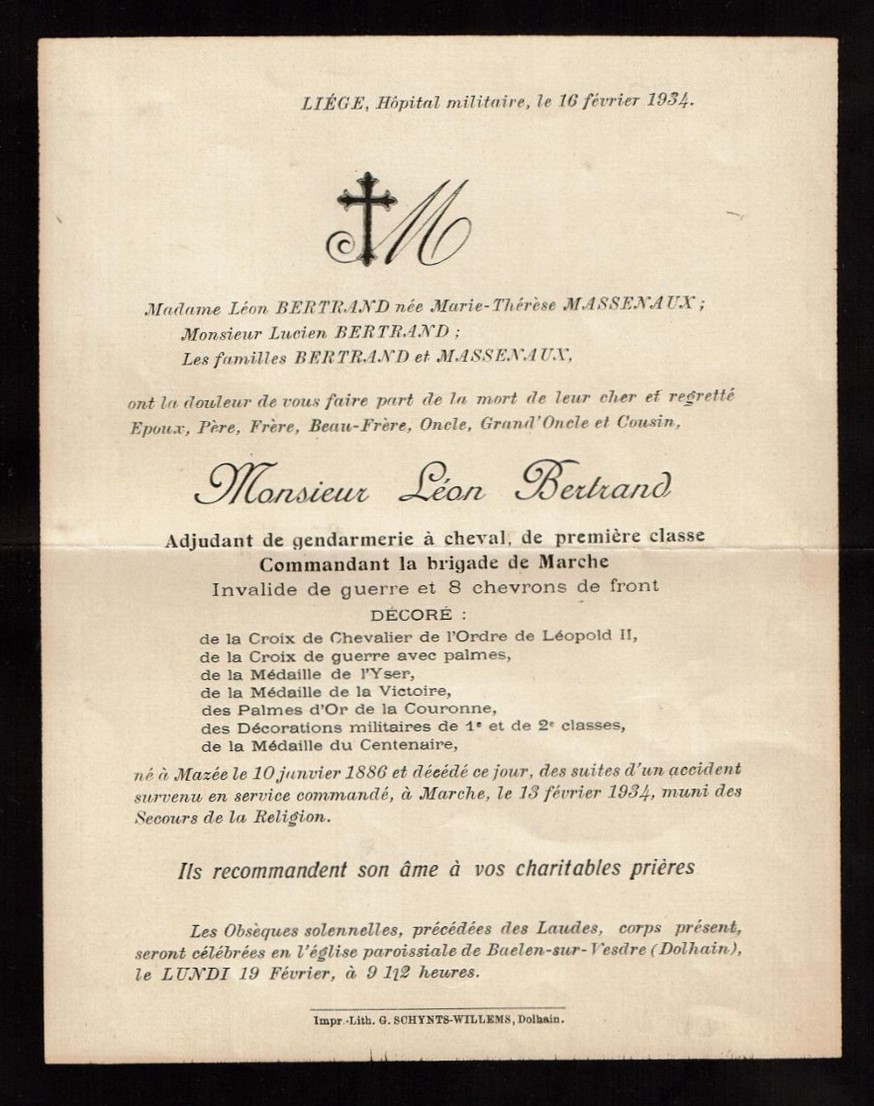 LIÉGE, Hôpital militaire, le 16 février 1934.
M
Madame Léon BERTRAND née Marie-Thérèse MASSENAUX ;
Monsieur Lucien BERTRAND ;
Les familles BERTRAND et MASSENAUX,
ont la douleur de vous faire part de la mort de leur cher et regretté
Epoux, Père, Frère, Beau-Frère, Oncle, Grand'Oncle et Cousin,
Monsieur Léon Bertrand
Adjudant de gendarmerie à cheval, de première classe
Commandant la brigade de Marche
Invalide de guerre et 8 chevrons de front
DÉCORÉ :
de la Croix de Chevalier de l'Ordre de Léopold II,
de la Croix de guerre avec palmes,
de la Médaille de l'Yser,
de la Médaille de la Victoire,
des Palmes d'Or de la Couronne,
des Décorations militaires de 1e et de 2e classes,
de la Médaille du Centenaire,
né à Mazée le 10 janvier 1886 et décédé ce jour, des suites d'un accident
survenu en service commandé, à Marche, le 13 février 1934, muni des
Secours de la Religion.
Ils recommandent son âme à vos charitables prières
Les Obsèques solennelles, précédées des Laudes, corps présent,
seront célébrées en l'église paroissiale de Baelen-sur-Vesdre (Dolhain),
le LUNDI 19 Février, à 9 1/2 heures.
Impr.-Lith. G. SCHYNTS-WILLEMS, Dolhain.